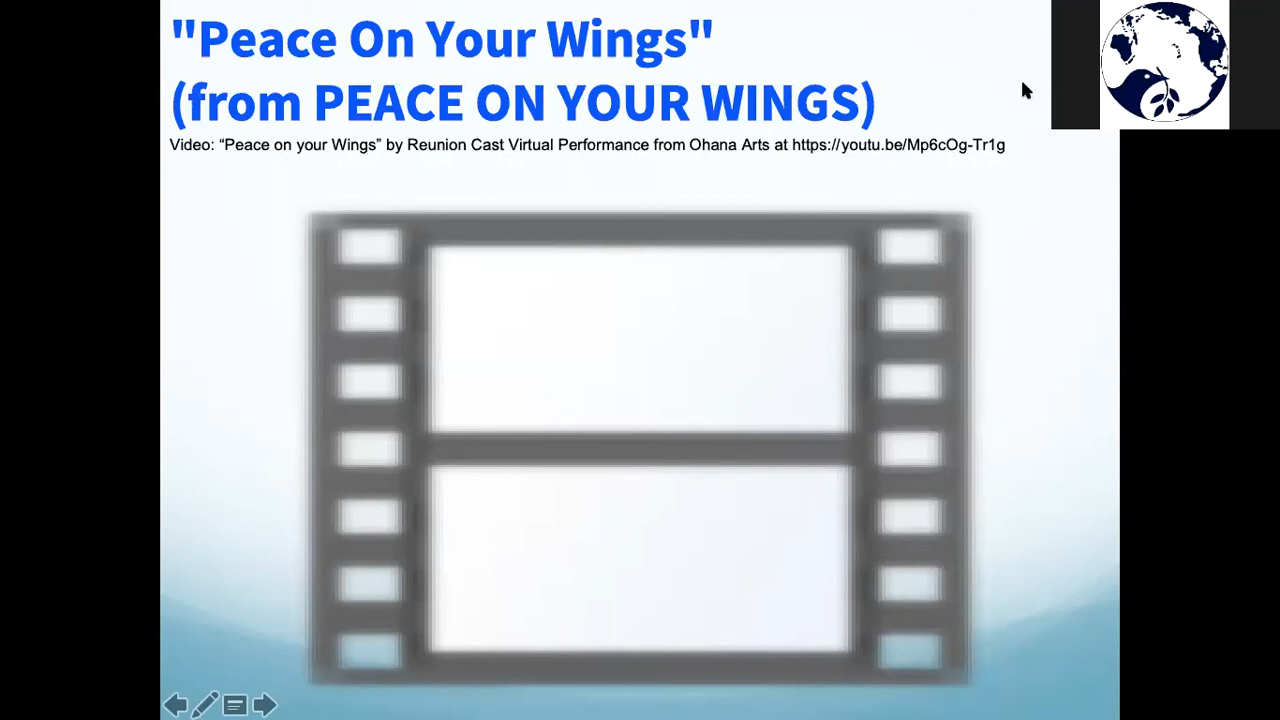 "Peace On Your Wings"
(from PEACE ON YOUR WINGS)
Video: “Peace on your Wings” by Reunion Cast Virtual Performance from Ohana Arts at https://youtu.be/Mp6cOg-Tr1g